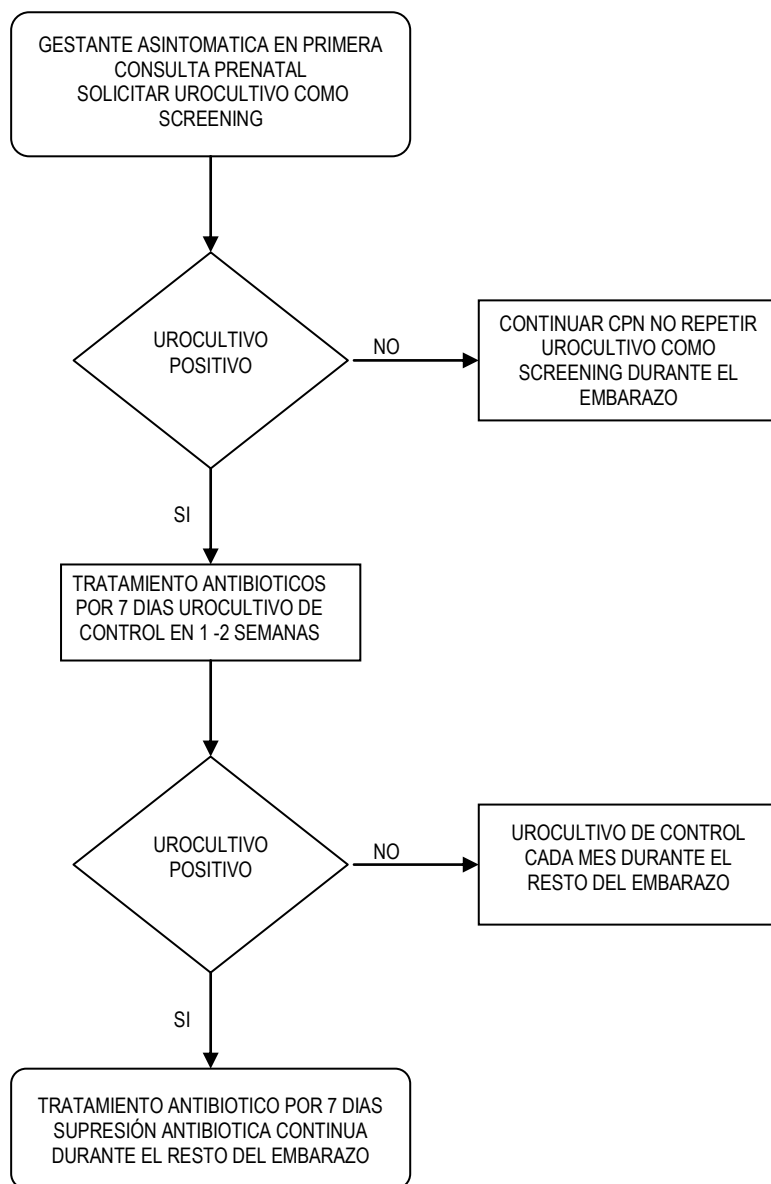 GESTANTE ASINTOMATICA EN PRIMERA
CONSULTA PRENATAL
SOLICITAR UROCULTIVO COMO
SCREENING
UROCULTIVO
POSITIVO
NO
CONTINUAR CPN NO REPETIR
UROCULTIVO COMO
SCREENING DURANTE EL
EMBARAZO
SI
TRATAMIENTO ANTIBIOTICOS
POR 7 DIAS UROCULTIVO DE
CONTROL EN 1 -2 SEMANAS
UROCULTIVO
POSITIVO
NO
UROCULTIVO DE CONTROL
CADA MES DURANTE EL
RESTO DEL EMBARAZO
SI
TRATAMIENTO ANTIBIOTICO POR 7 DIAS
SUPRESIÓN ANTIBIOTICA CONTINUA
DURANTE EL RESTO DEL EMBARAZO